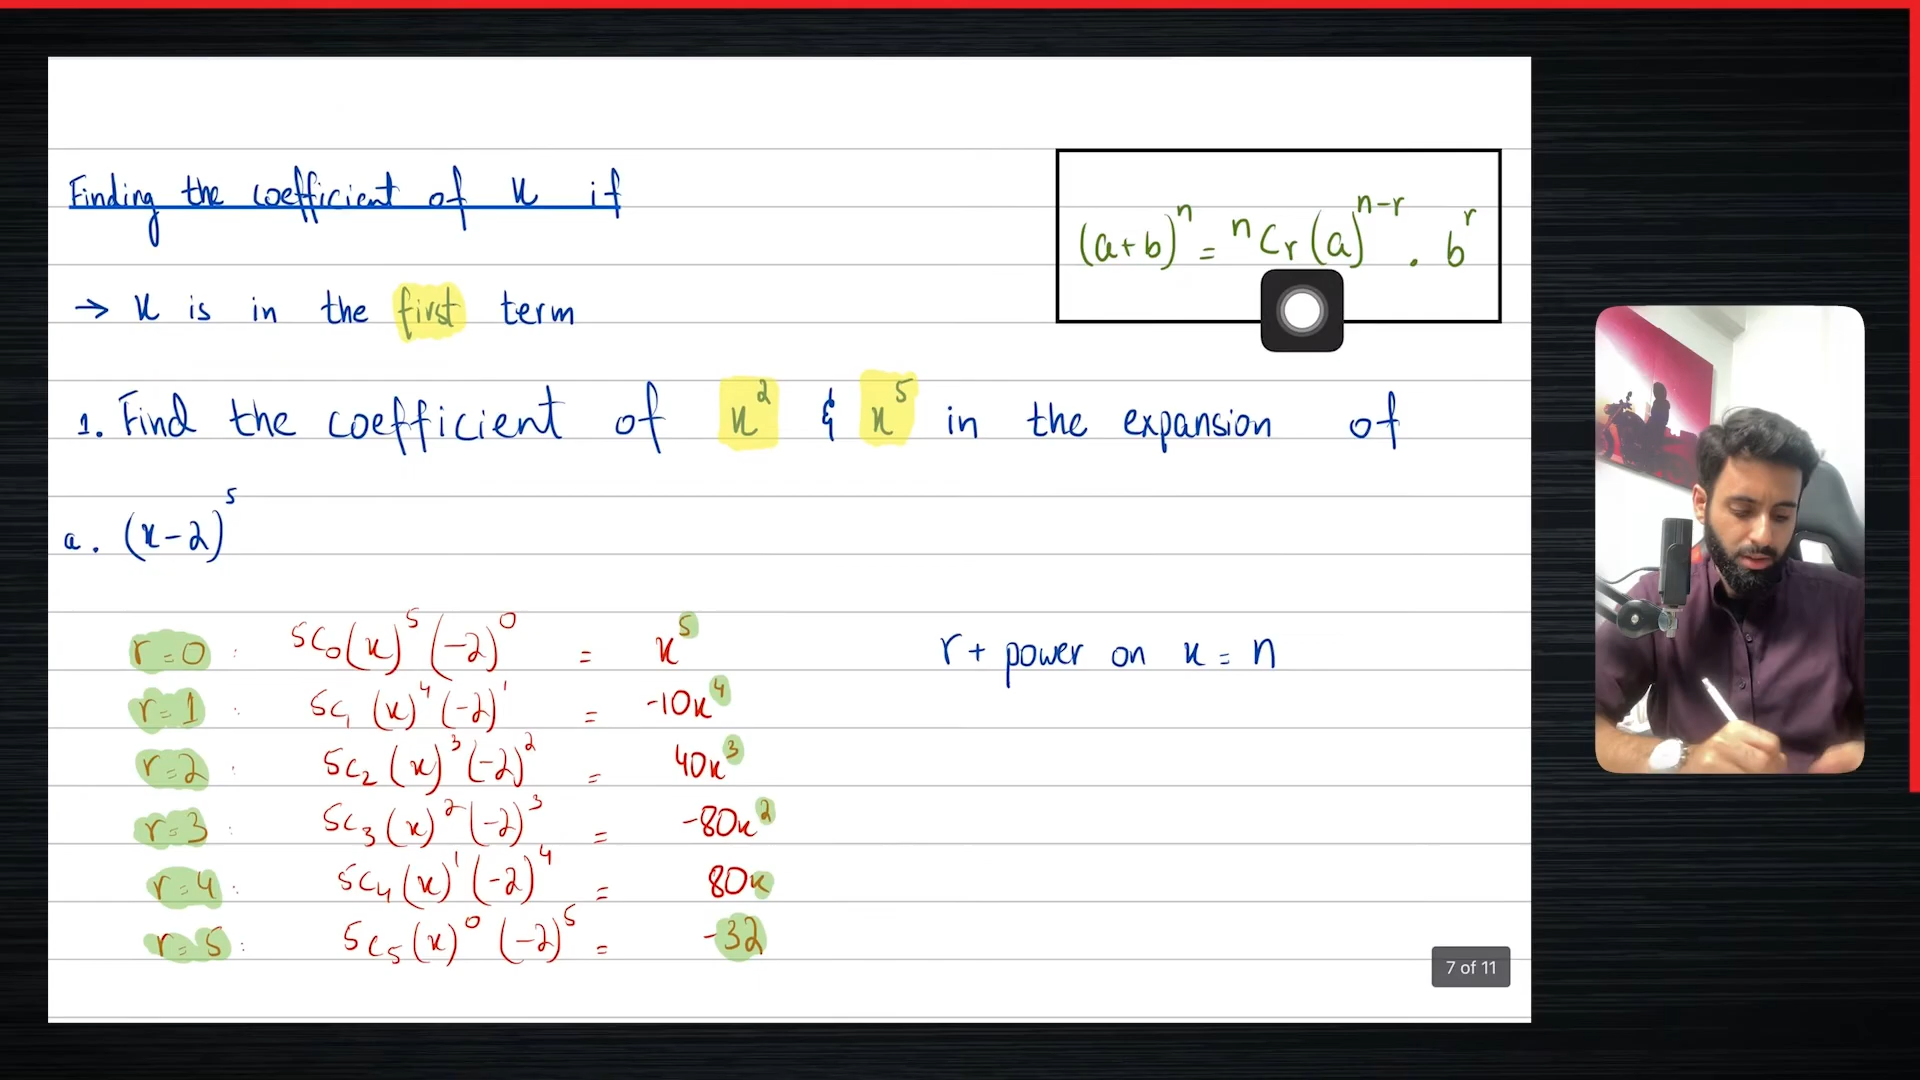 Finding the coefficient of x if
(a+b)^n = nCr (a)^{n-r} . b^r
→ x is in the first term
1. Find the coefficient of x^2 & x^5 in the expansion of
a. (x-2)^5
r=0 : 5C0 (x)^5 (-2)^0 = x^5
r + power on x = n
r=1 : 5C1 (x)^4 (-2)^1 = -10x^4
r=2 : 5C2 (x)^3 (-2)^2 = 40x^3
r=3 : 5C3 (x)^2 (-2)^3 = -80x^2
r=4 : 5C4 (x)^1 (-2)^4 = 80x
r=5 : 5C5 (x)^0 (-2)^5 = -32
7 of 11